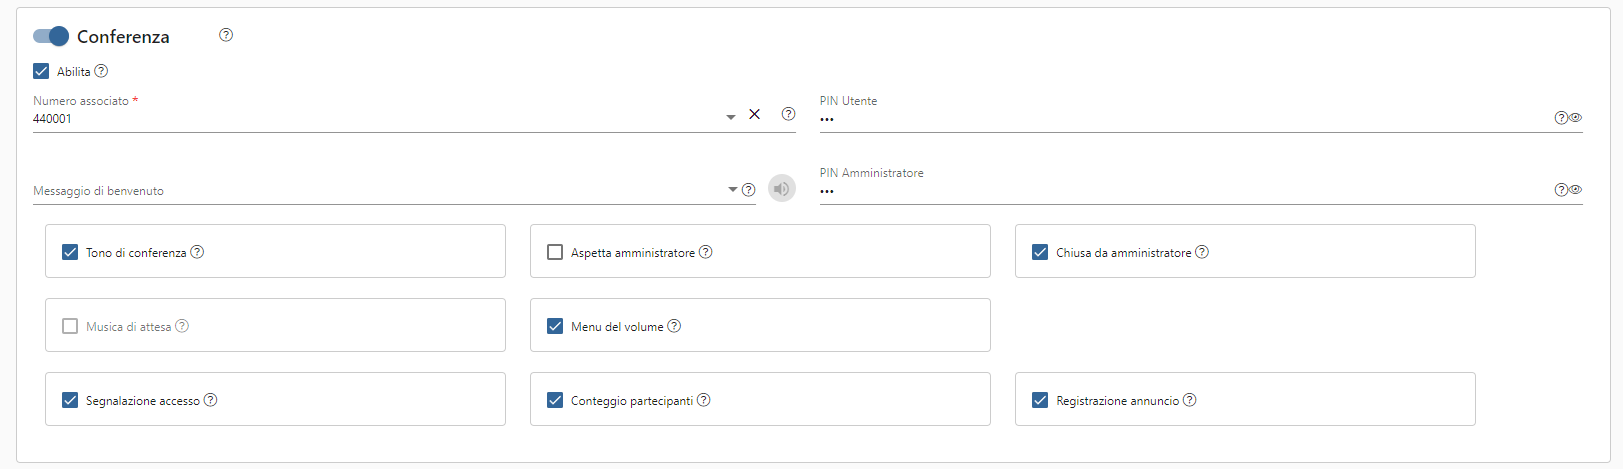 Conferenza
Abilita
Numero associato *
440001
PIN Utente
•••
Messaggio di benvenuto
PIN Amministratore
•••
Tono di conferenza
Aspetta amministratore
Chiusa da amministratore
Musica di attesa
Menu del volume
Segnalazione accesso
Conteggio partecipanti
Registrazione annuncio